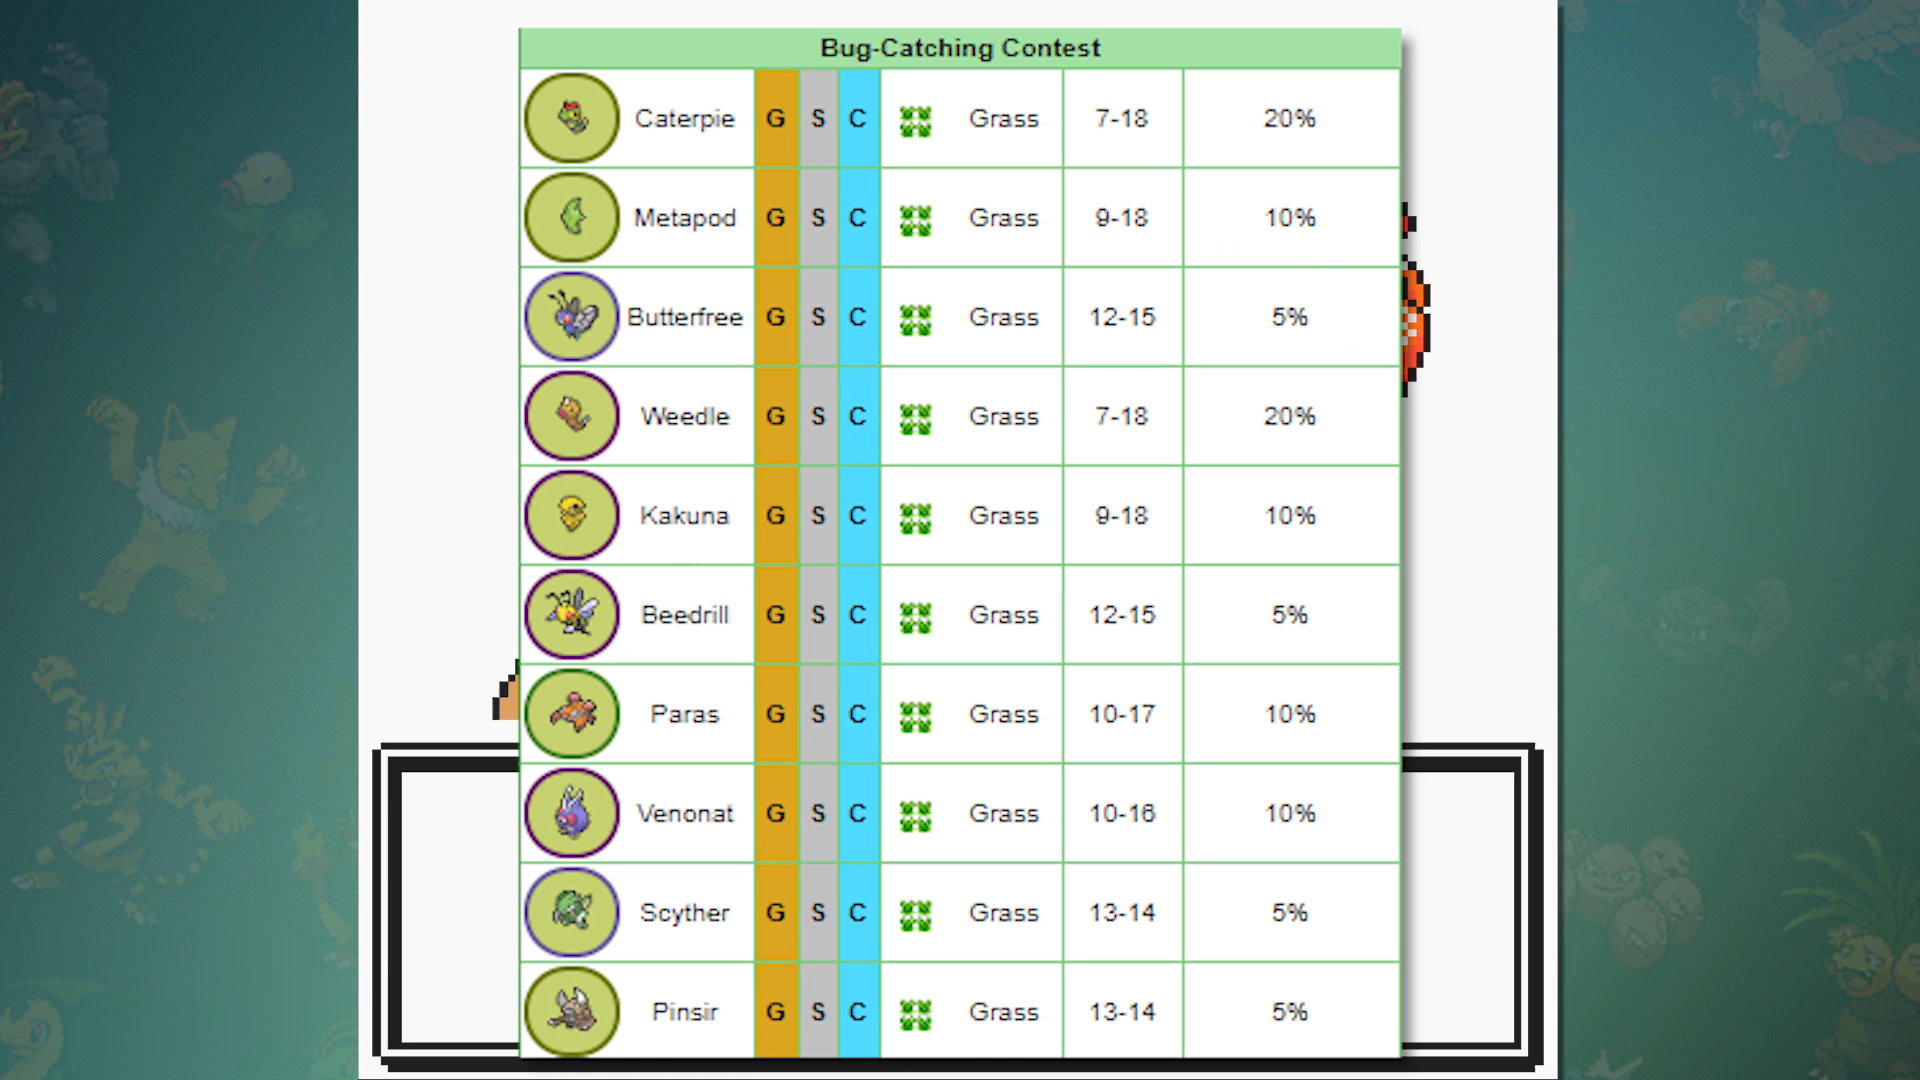 Bug-Catching Contest
Caterpie G S C Grass 7-18 20%
Metapod G S C Grass 9-18 10%
Butterfree G S C Grass 12-15 5%
Weedle G S C Grass 7-18 20%
Kakuna G S C Grass 9-18 10%
Beedrill G S C Grass 12-15 5%
Paras G S C Grass 10-17 10%
Venonat G S C Grass 10-16 10%
Scyther G S C Grass 13-14 5%
Pinsir G S C Grass 13-14 5%